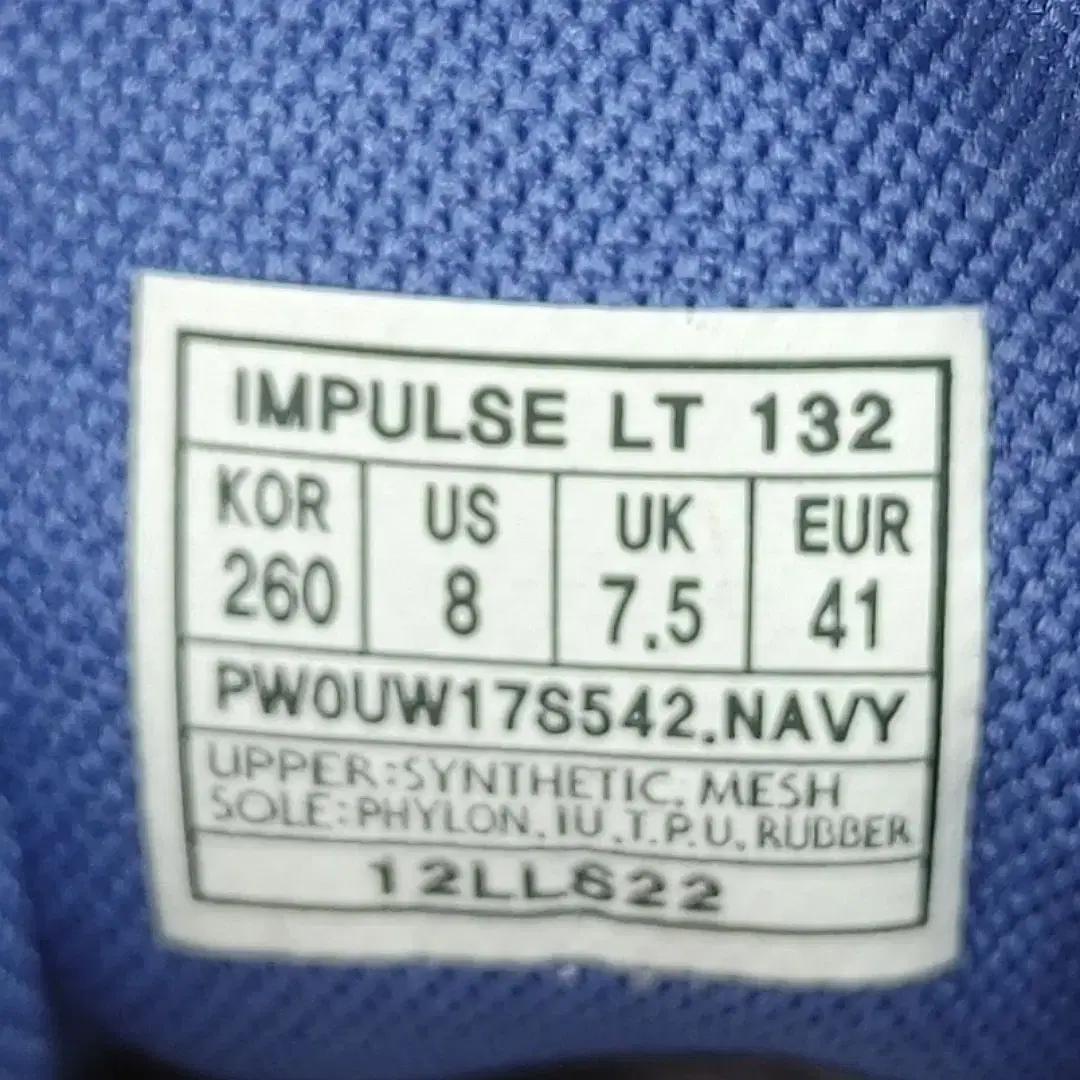 IMPULSE LT 132
KOR US UK EUR
260 8 7.5 41
PW0UW17S542.NAVY
UPPER:SYNTHETIC, MESH
SOLE:PHYLON,IU,T.P.U,RUBBER
12LLS22